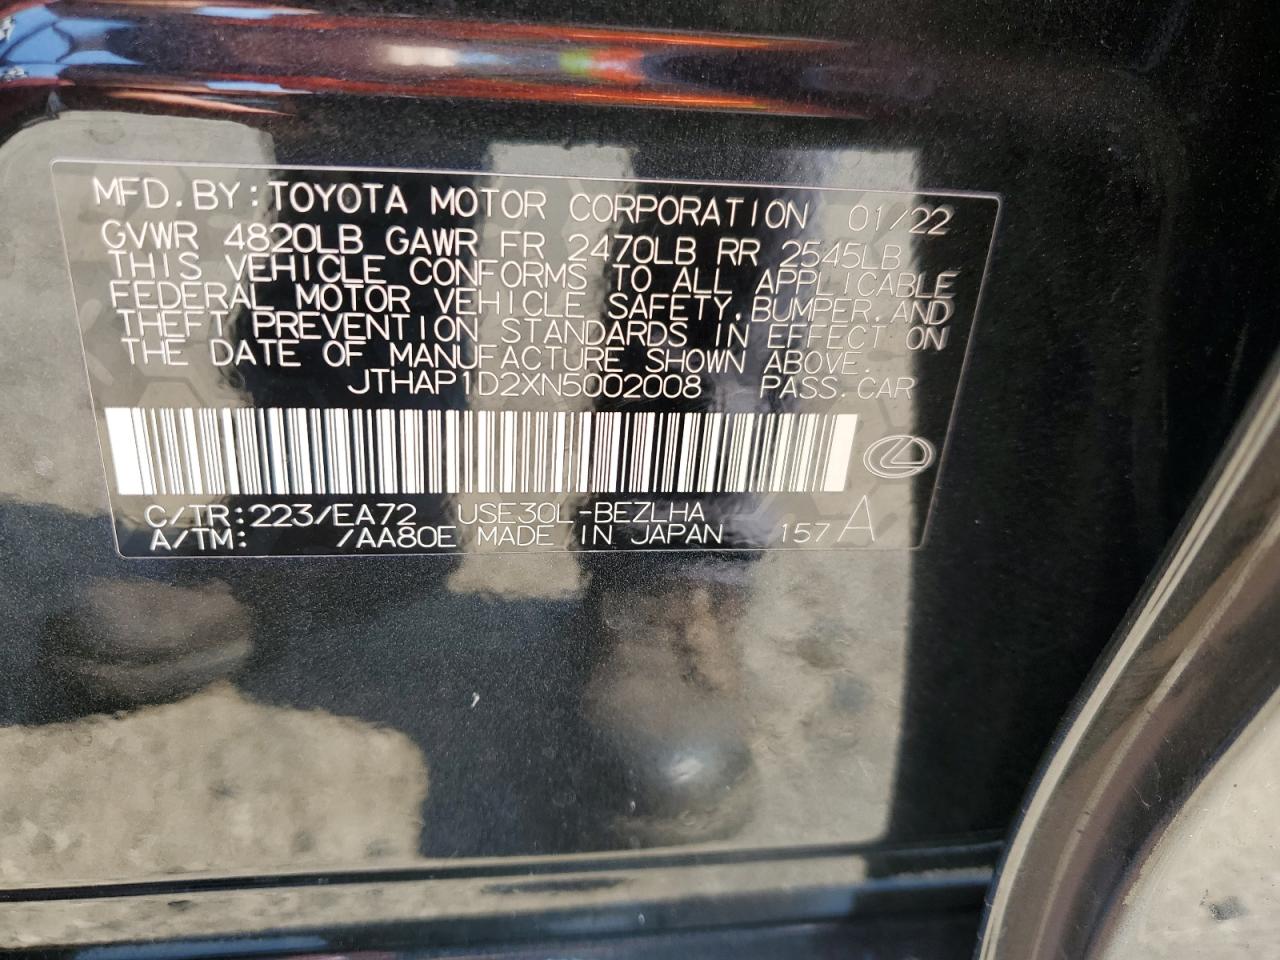 MFD. BY: TOYOTA MOTOR CORPORATION 01/22
GVWR 4820LB GAWR FR 2470LB RR 2545LB
THIS VEHICLE CONFORMS TO ALL APPLICABLE
FEDERAL MOTOR VEHICLE SAFETY, BUMPER, AND
THEFT PREVENTION STANDARDS IN EFFECT ON
THE DATE OF MANUFACTURE SHOWN ABOVE.
JTHAP1D2XN5002008 PASS. CAR
C/TR: 223/EA72 USE30L-BEZLHA
A/TM: /AA80E MADE IN JAPAN 157 A